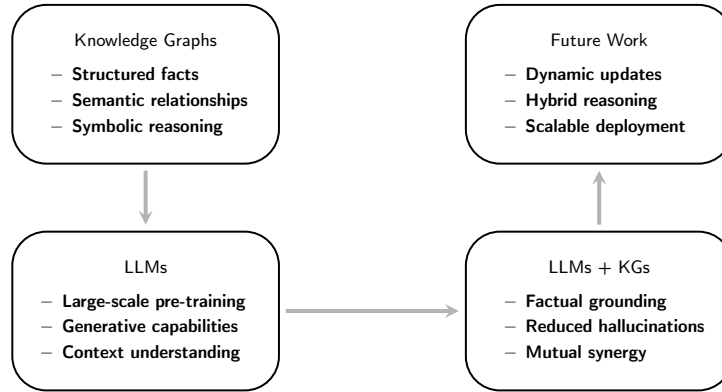 Knowledge Graphs
– Structured facts
– Semantic relationships
– Symbolic reasoning
LLMs
– Large-scale pre-training
– Generative capabilities
– Context understanding
LLMs + KGs
– Factual grounding
– Reduced hallucinations
– Mutual synergy
Future Work
– Dynamic updates
– Hybrid reasoning
– Scalable deployment